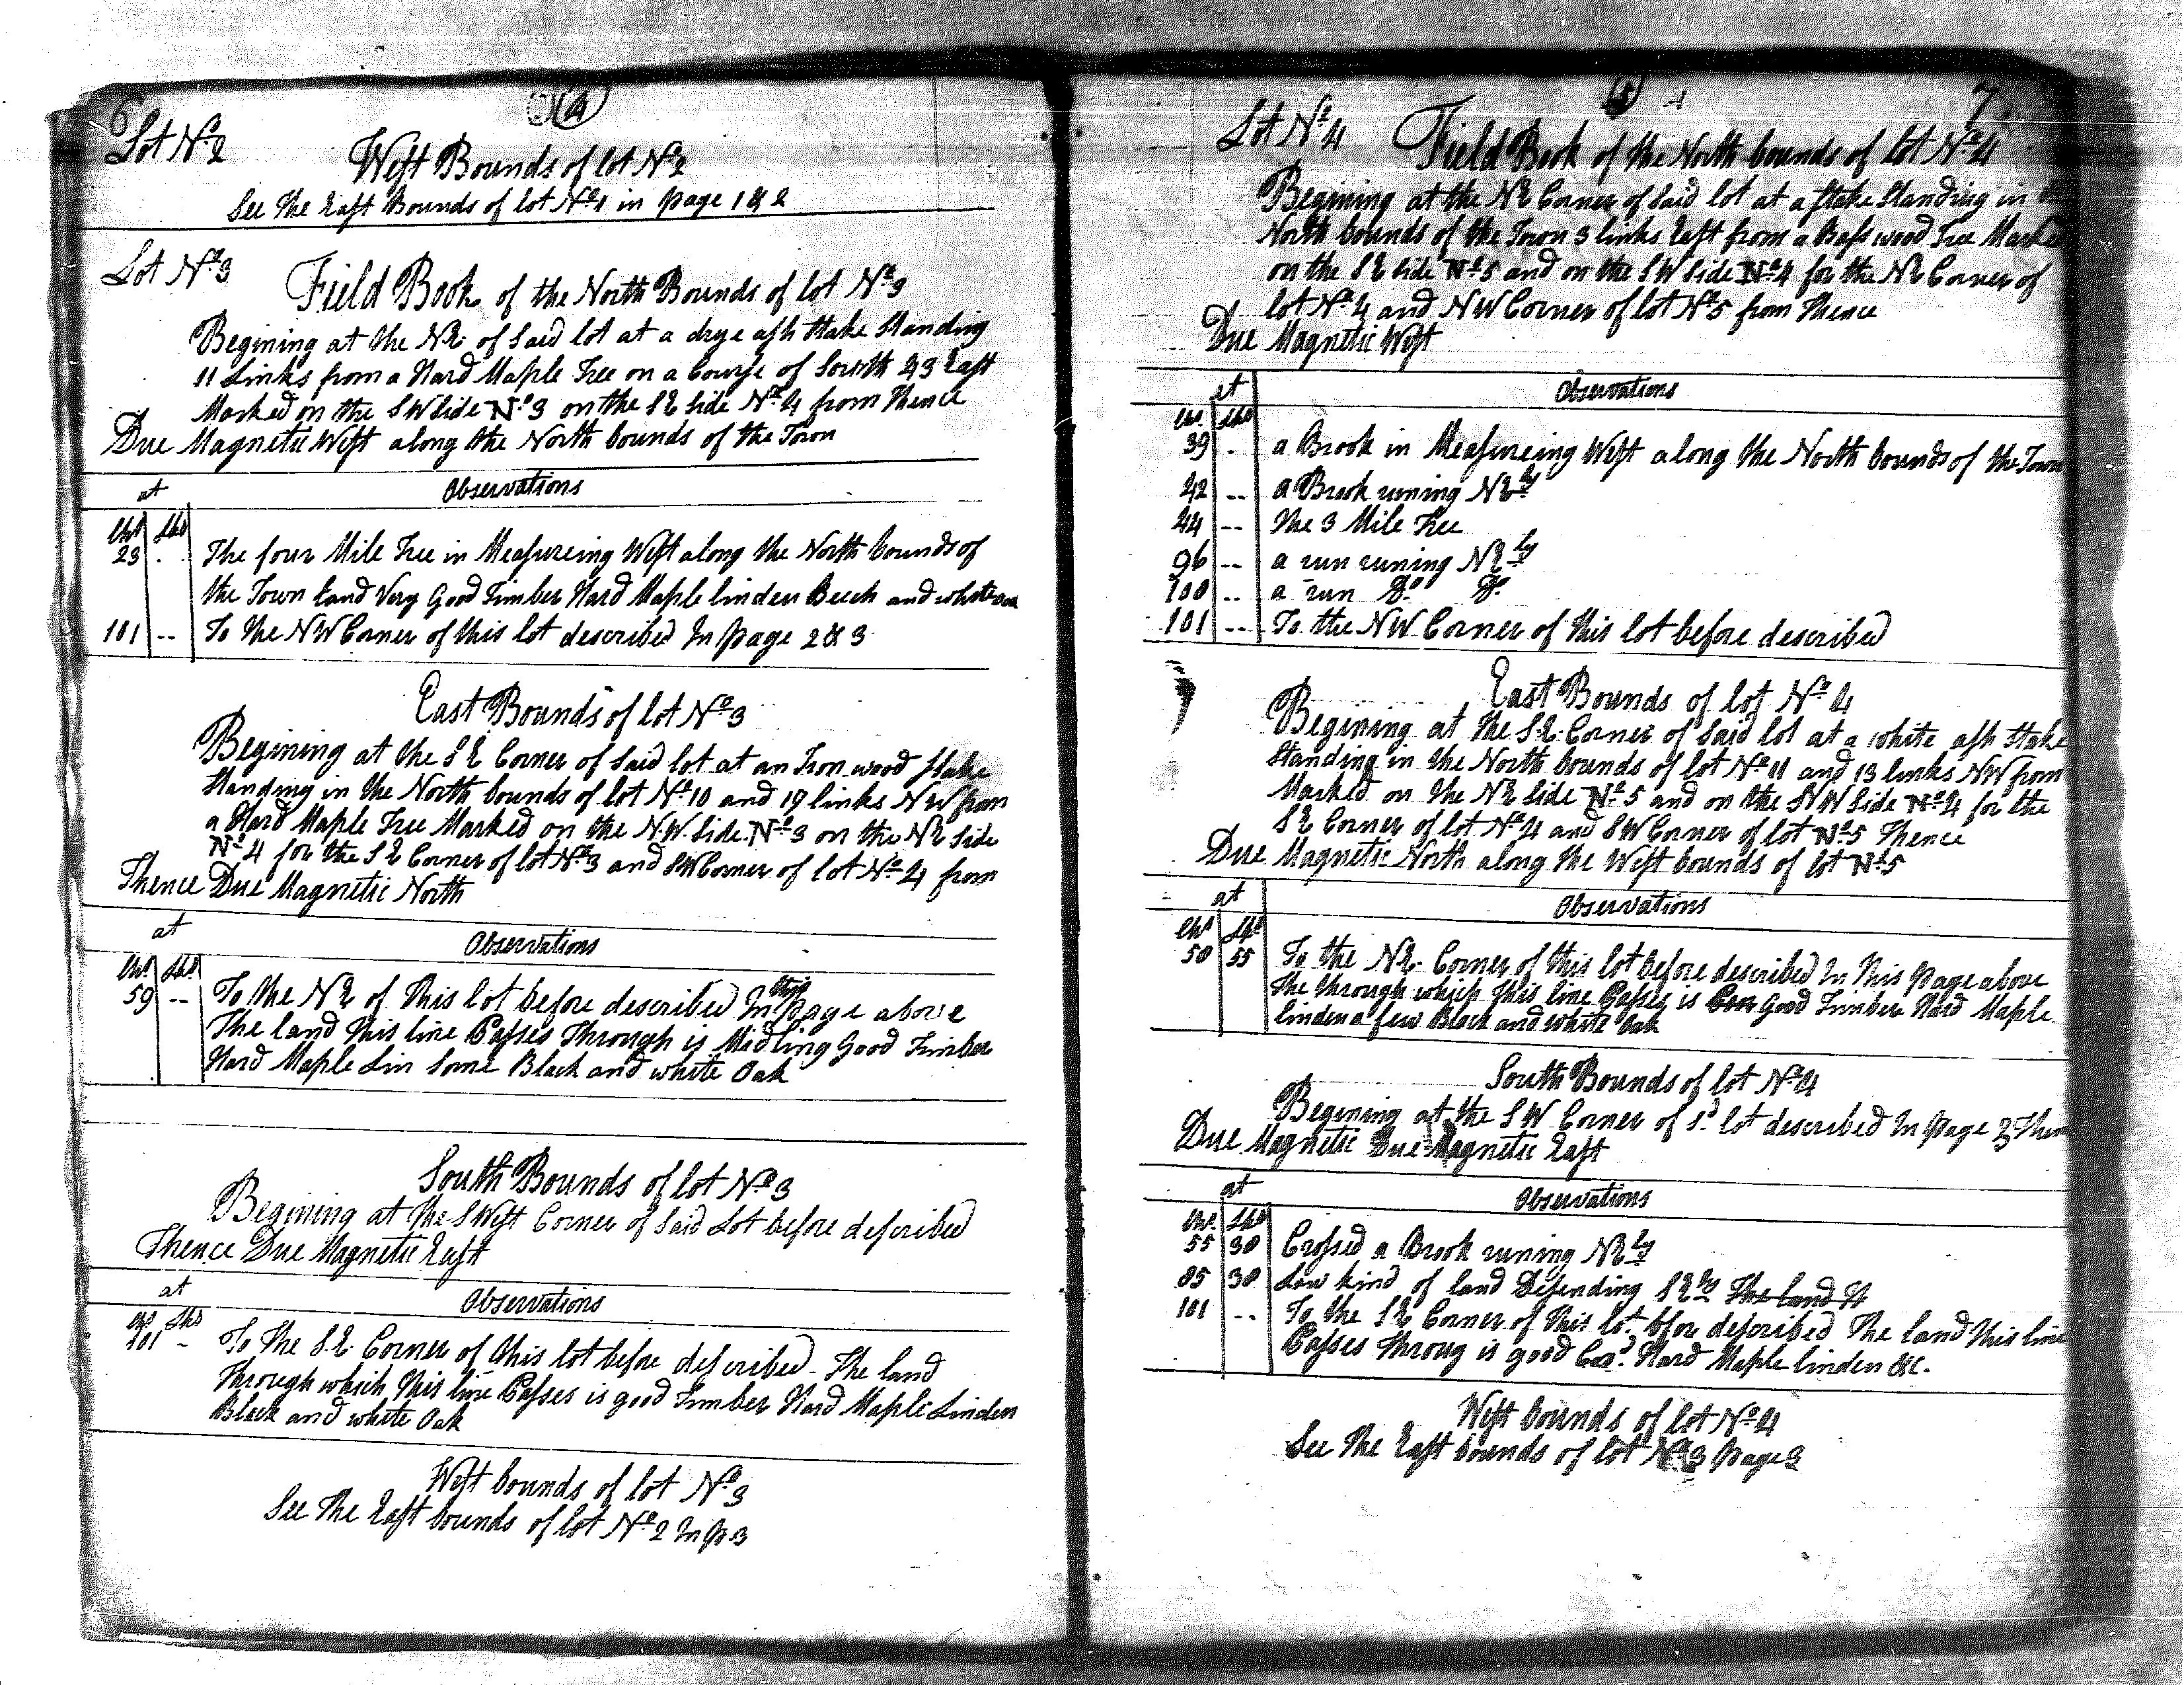 6 (4)
Lot Nº 2
West Bounds of lot Nº 2
See the East Bounds of lot Nº 1 in page 1 & 2
Lot Nº 3
Field Book of the North Bounds of lot Nº 3
Begining at the NE of said lot at a drye ash stake Standing
11 Links from a Hard Maple Tree on a Course of South 23 East
Marked on the SW Side Nº 3 on the SE Side Nº 4 from thence
Due Magnetic West along the North bounds of the Town
at Observations
Chs Lks
23 . The four Mile Tree in Measureing West along the North bounds of
the Town land Very Good Timber Hard Maple linden Beech and white oak
101 -- To the NW Corner of this lot described In page 2 & 3
East Bounds of lot Nº 3
Begining at the SE Corner of Said lot at an Iron wood Stake
Standing in the North bounds of lot Nº 10 and 19 links NW from
a Hard Maple Tree Marked on the N.W. Side Nº 3 on the NE Side
Nº 4 for the SE Corner of lot Nº 3 and SW Corner of lot Nº 4 from
Thence Due Magnetic North
at Observations
Chs Lks
59 -- To the NE of this lot before described In this page above
The land this line Passes Through is Midling Good Timber
Hard Maple Lin Some Black and white Oak
South Bounds of lot Nº 3
Begining at the S West Corner of Said Lot before described
Thence Due Magnetic East
at Observations
Chs Lks
101 - To the S.E. Corner of this lot before described - The land
through which this line Passes is good Timber Hard Maple Linden
Black and white Oak
West bounds of lot Nº 3
See the East bounds of lot Nº 2 In p 3
(5) 7
Lot Nº 4
Field Book of the North bounds of lot Nº 4
Begining at the NE Corner of Said lot at a stake Standing in the
North bounds of the Town 3 links East from a Bass wood Tree Marked
on the SE Side Nº 5 and on the SW Side Nº 4 for the NE Corner of
lot Nº 4 and NW Corner of lot Nº 5 from thence
Due Magnetic West
at Observations
Chs Lks
39 . a Brook in Measureing West along the North bounds of the Town
42 -- a Brook runing NEly
44 -- the 3 Mile Tree
96 -- a run runing NEly
100 -- a run Do Do
101 -- To the NW Corner of this lot before described
East Bounds of lot Nº 4
Begining at the S.E. Corner of Said lot at a white ash Stake
Standing in the North bounds of lot Nº 11 and 13 links NW from
Marked on the NE Side Nº 5 and on the NW Side Nº 4 for the
SE Corner of lot Nº 4 and SW Corner of lot Nº 5 Thence
Due Magnetic North along the West bounds of lot Nº 5
at Observations
Chs Lks
50 55 To the NE Corner of this lot before described In this page above
the through which this line Passes is Good Timber Hard Maple
linden a few Black and white Oak
South Bounds of lot Nº 4
Begining at the SW Corner of sd lot described In page 3 Thence
Due Magnetic Due Magnetic East
at Observations
Chs Lks
55 30 Crossed a Brook runing NEly
85 30 Low kind of land Desending SEly The land It
101 -- To the SE Corner of this lot bfore described The land this line
Passes throug is good Hard Maple linden &c.
West bounds of lot Nº 4
See the East bounds of lot Nº 3 page 3